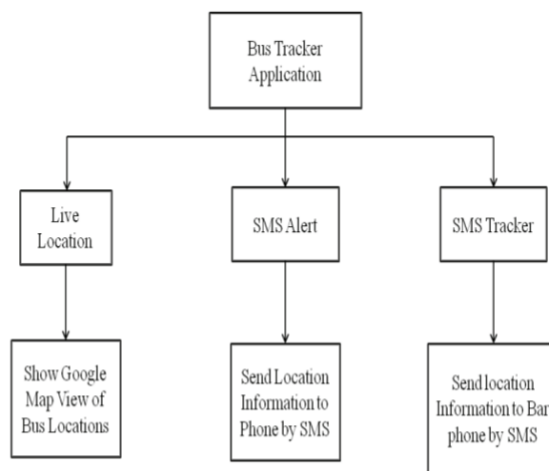 Bus Tracker
Application
Live
Location
SMS Alert
SMS Tracker
Show Google
Map View of
Bus Locations
Send Location
Information to
Phone by SMS
Send location
Information to Bar
phone by SMS